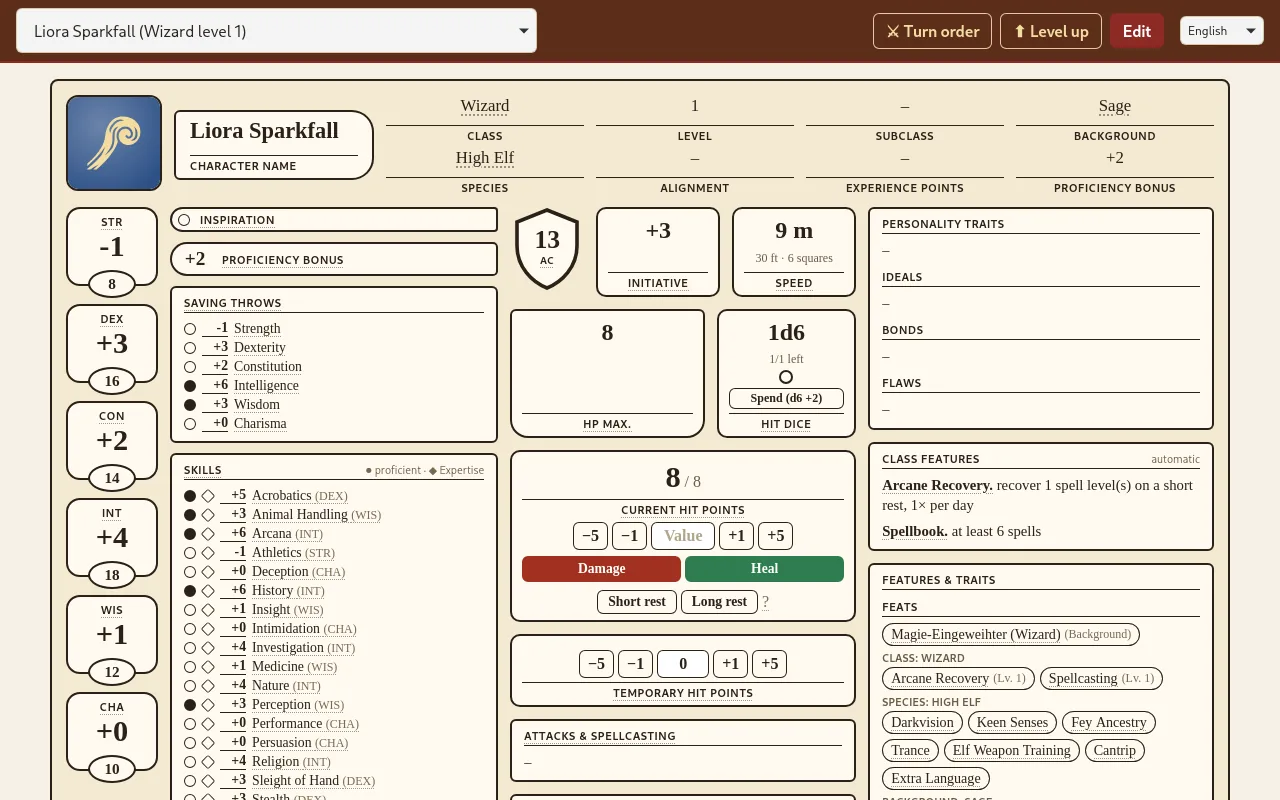 Liora Sparkfall (Wizard level 1)
⚔ Turn order
⬆ Level up
Edit
English
Liora Sparkfall
CHARACTER NAME
Wizard
CLASS
1
LEVEL
–
SUBCLASS
Sage
BACKGROUND
High Elf
SPECIES
–
ALIGNMENT
–
EXPERIENCE POINTS
+2
PROFICIENCY BONUS
STR
-1
8
DEX
+3
16
CON
+2
14
INT
+4
18
WIS
+1
12
CHA
+0
10
INSPIRATION
+2 PROFICIENCY BONUS
SAVING THROWS
-1 Strength
+3 Dexterity
+2 Constitution
+6 Intelligence
+3 Wisdom
+0 Charisma
SKILLS ● proficient · ◆ Expertise
+5 Acrobatics (DEX)
+3 Animal Handling (WIS)
+6 Arcana (INT)
-1 Athletics (STR)
+0 Deception (CHA)
+6 History (INT)
+1 Insight (WIS)
+0 Intimidation (CHA)
+4 Investigation (INT)
+1 Medicine (WIS)
+4 Nature (INT)
+3 Perception (WIS)
+0 Performance (CHA)
+0 Persuasion (CHA)
+4 Religion (INT)
+3 Sleight of Hand (DEX)
+3 Stealth (DEX)
13
AC
+3
INITIATIVE
9 m
30 ft · 6 squares
SPEED
8
HP MAX.
1d6
1/1 left
Spend (d6 +2)
HIT DICE
8 / 8
CURRENT HIT POINTS
−5 −1 Value +1 +5
Damage Heal
Short rest Long rest ?
−5 −1 0 +1 +5
TEMPORARY HIT POINTS
ATTACKS & SPELLCASTING
–
PERSONALITY TRAITS
–
IDEALS
–
BONDS
–
FLAWS
–
CLASS FEATURES automatic
Arcane Recovery. recover 1 spell level(s) on a short
rest, 1× per day
Spellbook. at least 6 spells
FEATURES & TRAITS
FEATS
Magie-Eingeweihter (Wizard) (Background)
CLASS: WIZARD
Arcane Recovery (Lv. 1) Spellcasting (Lv. 1)
SPECIES: HIGH ELF
Darkvision Keen Senses Fey Ancestry
Trance Elf Weapon Training Cantrip
Extra Language
BACKGROUND: SAGE